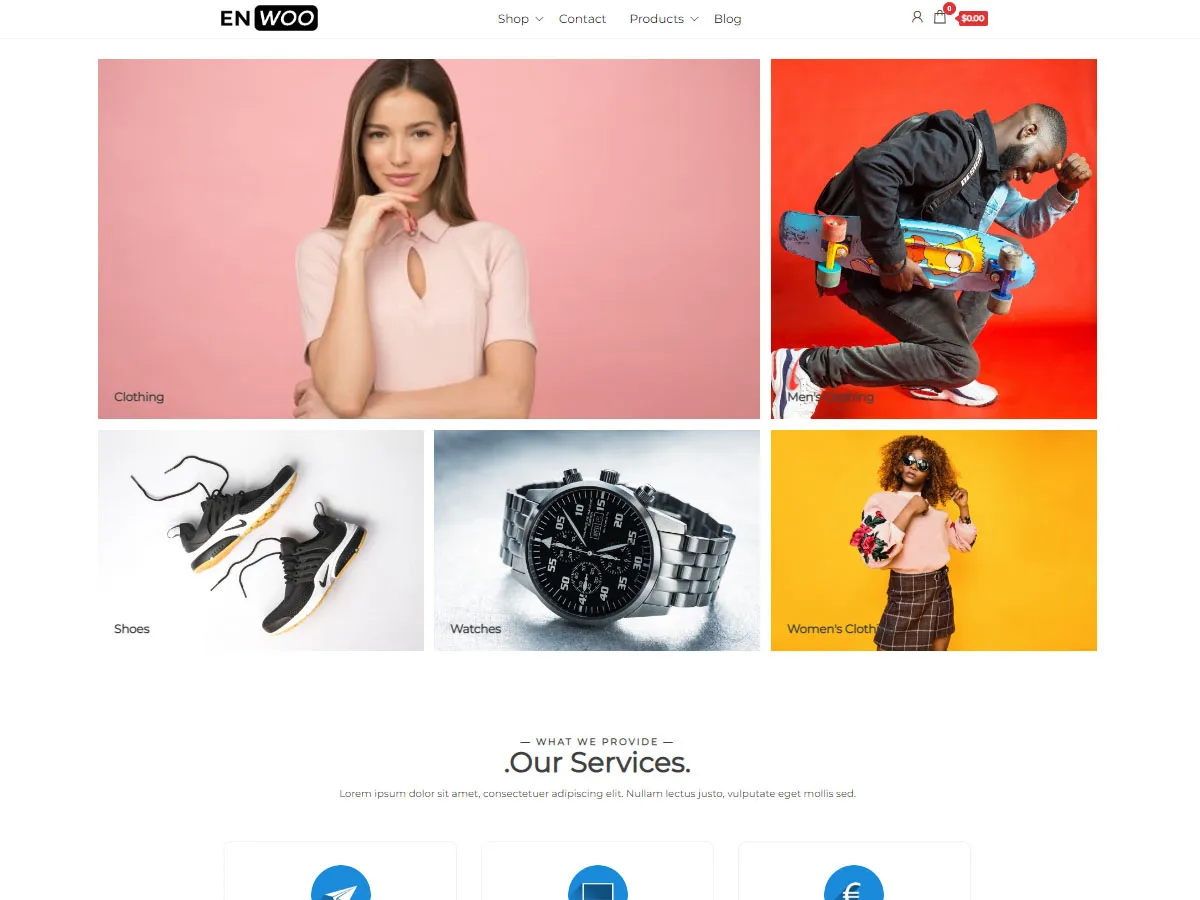 EN WOO
Shop Contact Products Blog
0
$0.00
Clothing
Men's Clothing
Shoes
Watches
Women's Clothing
— WHAT WE PROVIDE —
.Our Services.
Lorem ipsum dolor sit amet, consectetuer adipiscing elit. Nullam lectus justo, vulputate eget mollis sed.
€